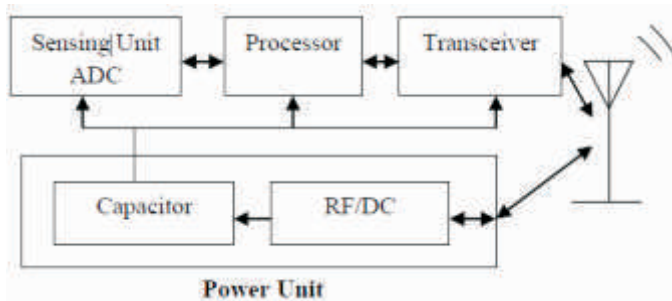 Sensing|Unit
ADC
Processor
Transceiver
Capacitor
RF/DC
Power Unit